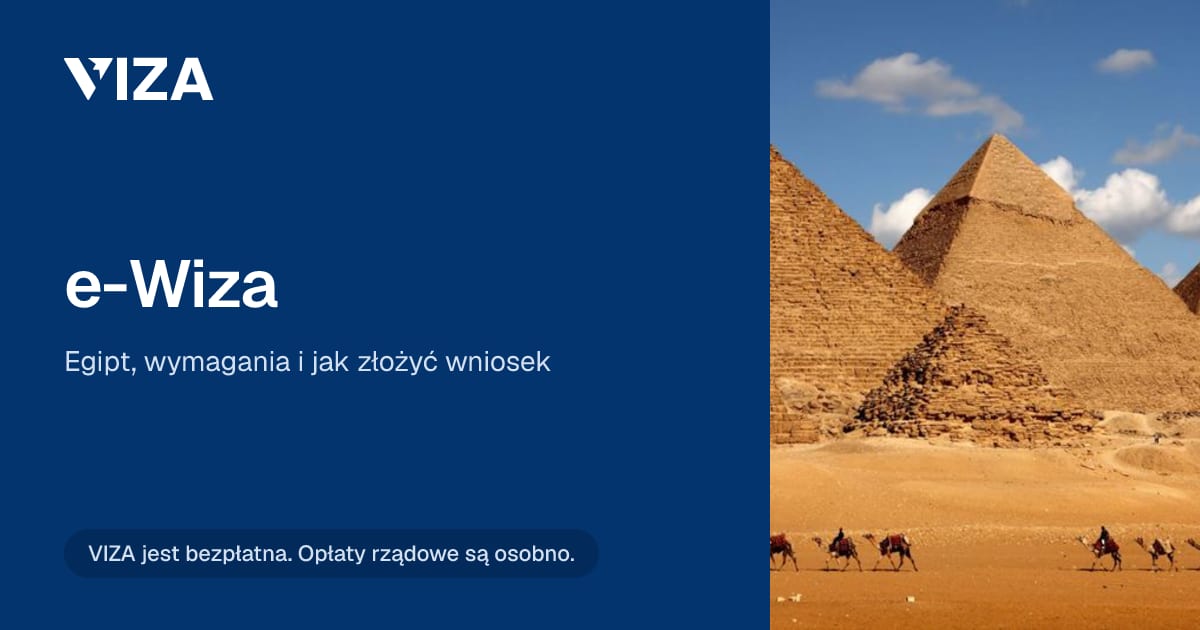 VIZA
e-Wiza
Egipt, wymagania i jak złożyć wniosek
VIZA jest bezpłatna. Opłaty rządowe są osobno.